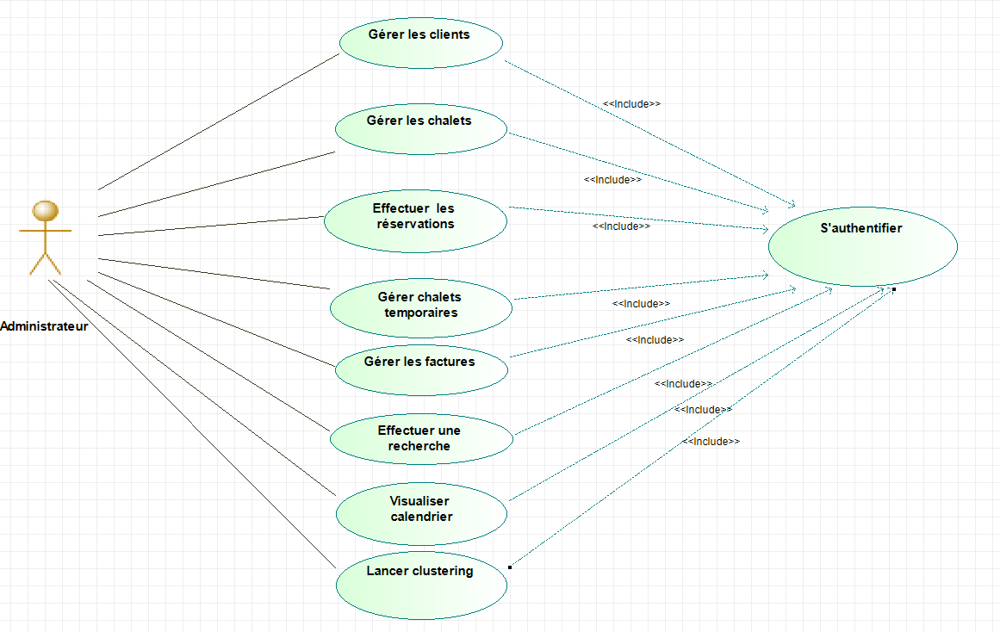 Gérer les clients
<<Include>>
Gérer les chalets
<<Include>>
Effectuer les
réservations
<<Include>>
S'authentifier
Gérer chalets
temporaires
<<Include>>
Administrateur
<<Include>>
Gérer les factures
<<Include>>
<<Include>>
Effectuer une
recherche
<<Include>>
Visualiser
calendrier
Lancer clustering